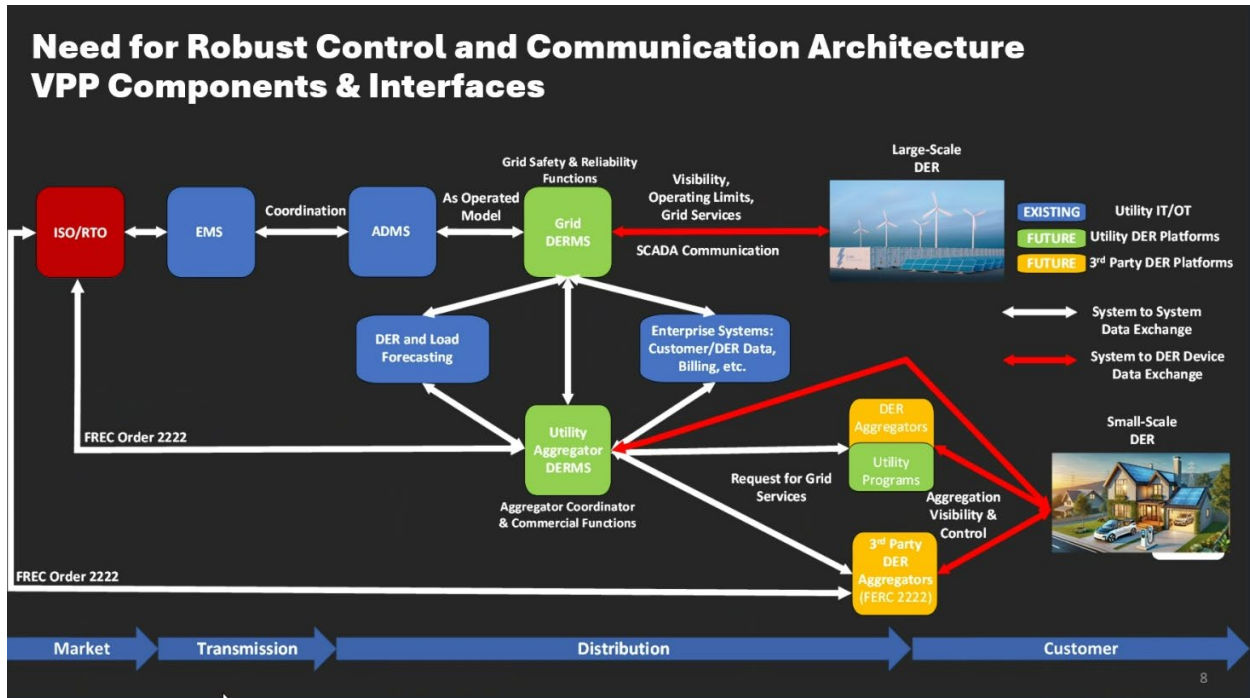 Need for Robust Control and Communication Architecture
VPP Components & Interfaces
Large-Scale
DER
Grid Safety & Reliability
Functions
Visibility,
Operating Limits,
Grid Services
SCADA Communication
As Operated
Model
Coordination
ISO/RTO
EMS
ADMS
Grid
DERMS
EXISTING
Utility IT/OT
FUTURE
Utility DER Platforms
FUTURE
3rd Party DER Platforms
System to System
Data Exchange
System to DER Device
Data Exchange
DER and Load
Forecasting
Enterprise Systems:
Customer/DER Data,
Billing, etc.
FREC Order 2222
Utility
Aggregator
DERMS
Aggregator Coordinator
& Commercial Functions
DER
Aggregators
Utility
Programs
Request for Grid
Services
Aggregation
Visibility &
Control
Small-Scale
DER
3rd Party
DER
Aggregators
(FERC 2222)
FREC Order 2222
Market
Transmission
Distribution
Customer
8